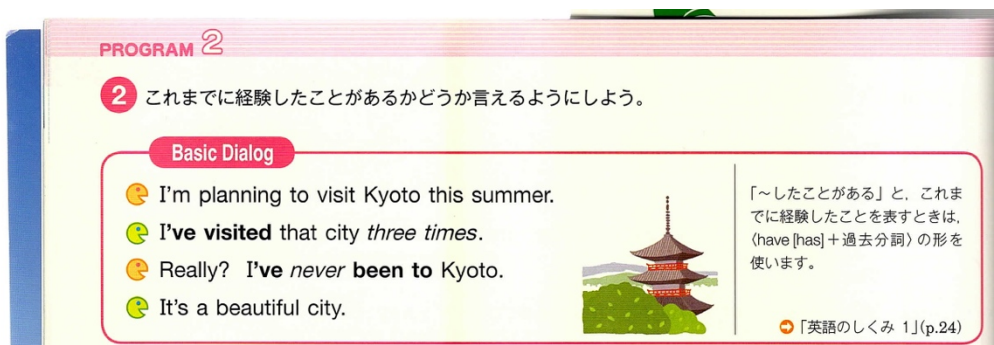 PROGRAM 2
2 これまでに経験したことがあるかどうか言えるようにしよう。
Basic Dialog
I'm planning to visit Kyoto this summer.
I've visited that city three times.
Really? I've never been to Kyoto.
It's a beautiful city.
「～したことがある」と，これま
でに経験したことを表すときは，
〈have [has]＋過去分詞〉の形を
使います。
「英語のしくみ 1」(p.24)